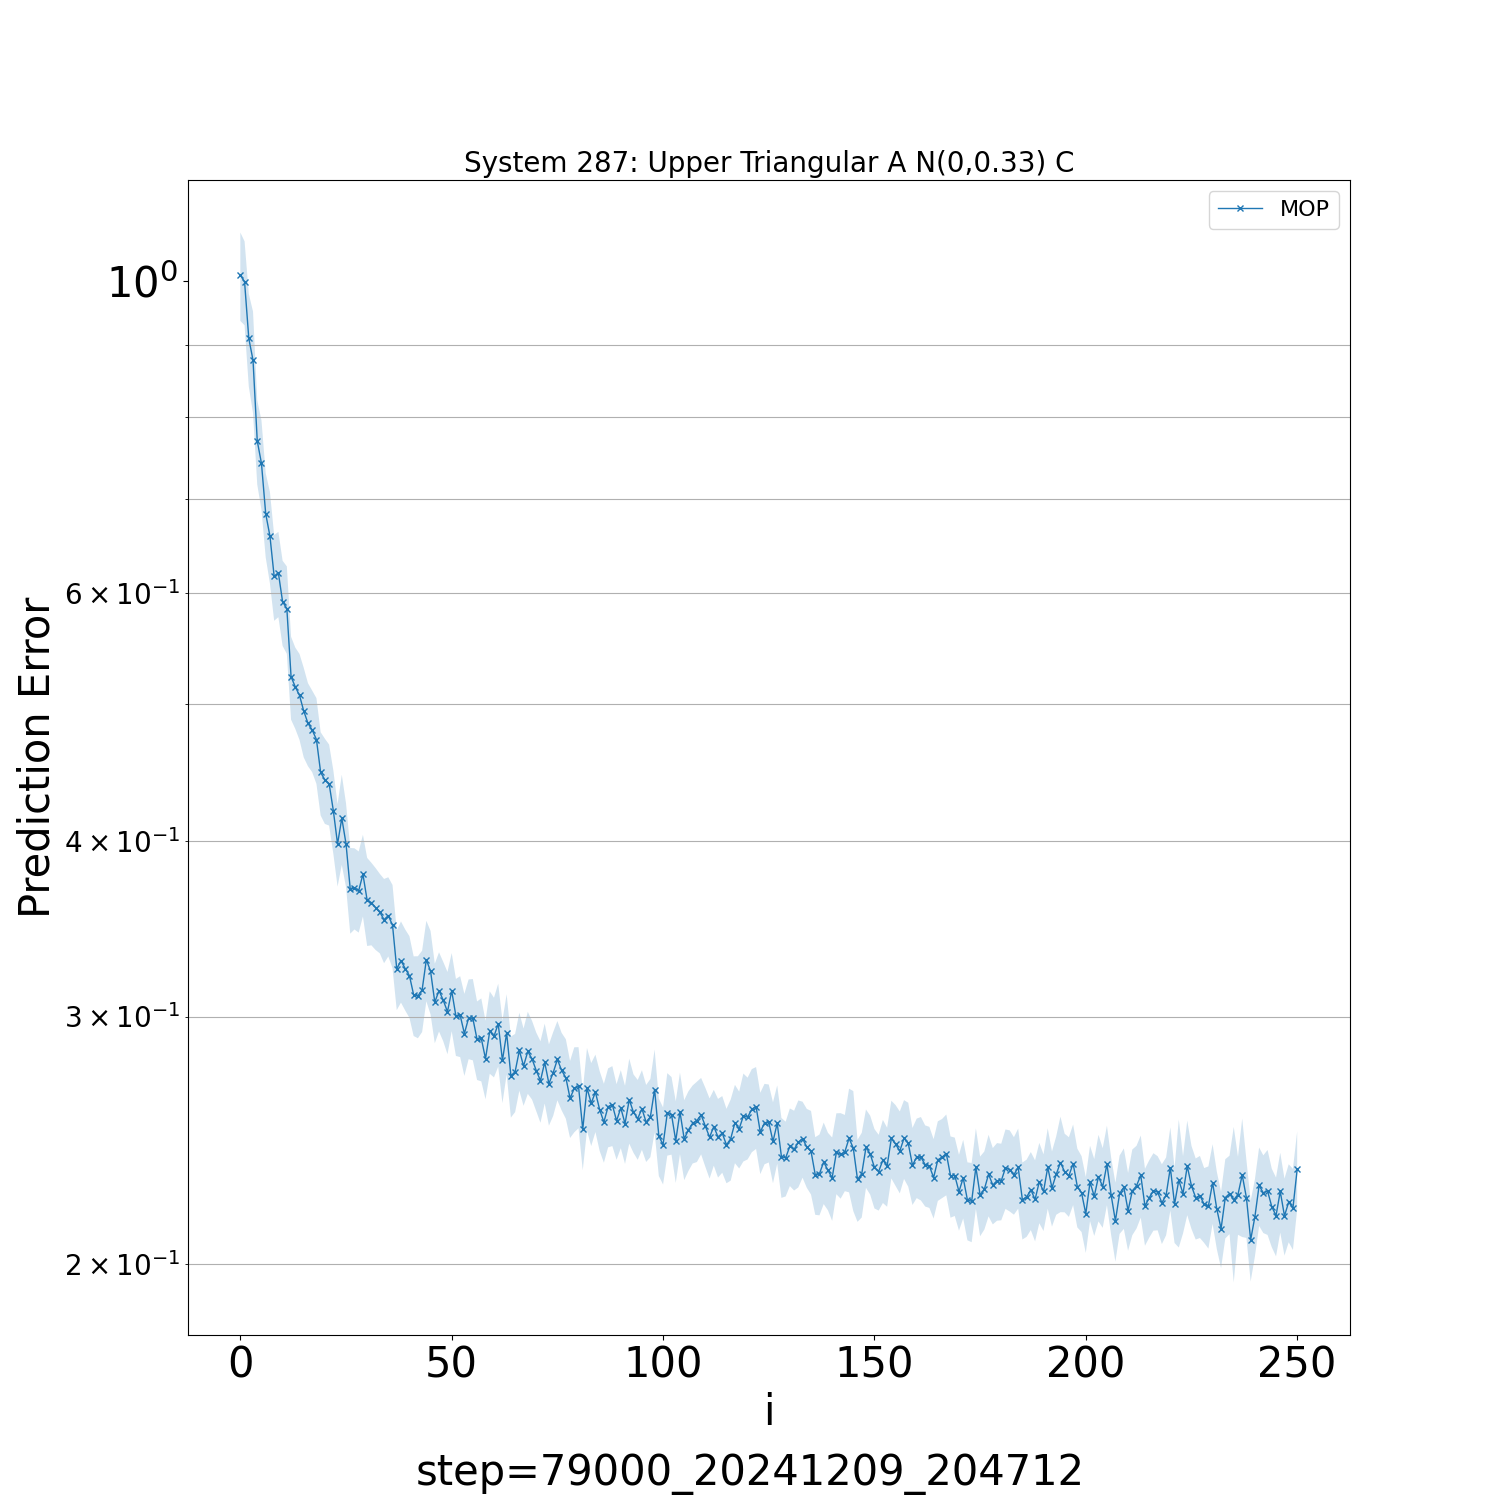 System 287: Upper Triangular A N(0,0.33) C
MOP
10⁰
6 × 10⁻¹
4 × 10⁻¹
3 × 10⁻¹
2 × 10⁻¹
Prediction Error
0 50 100 150 200 250
i
step=79000_20241209_204712